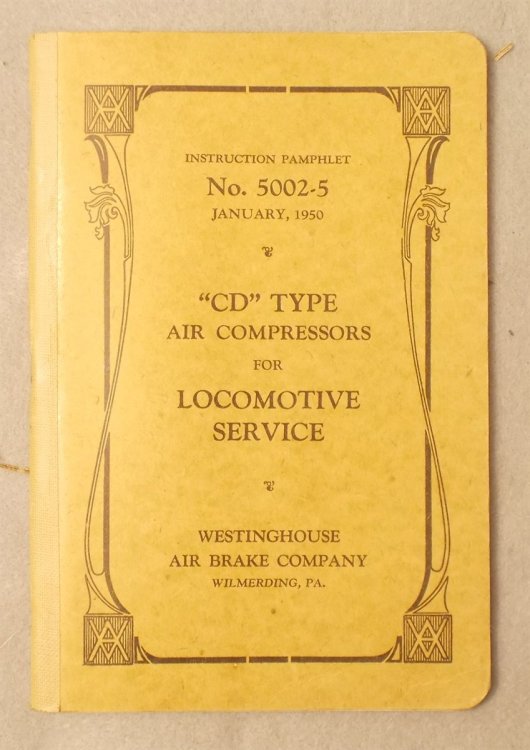 INSTRUCTION PAMPHLET
No. 5002-5
JANUARY, 1950
"CD" TYPE
AIR COMPRESSORS
FOR
LOCOMOTIVE
SERVICE
WESTINGHOUSE
AIR BRAKE COMPANY
WILMERDING, PA.